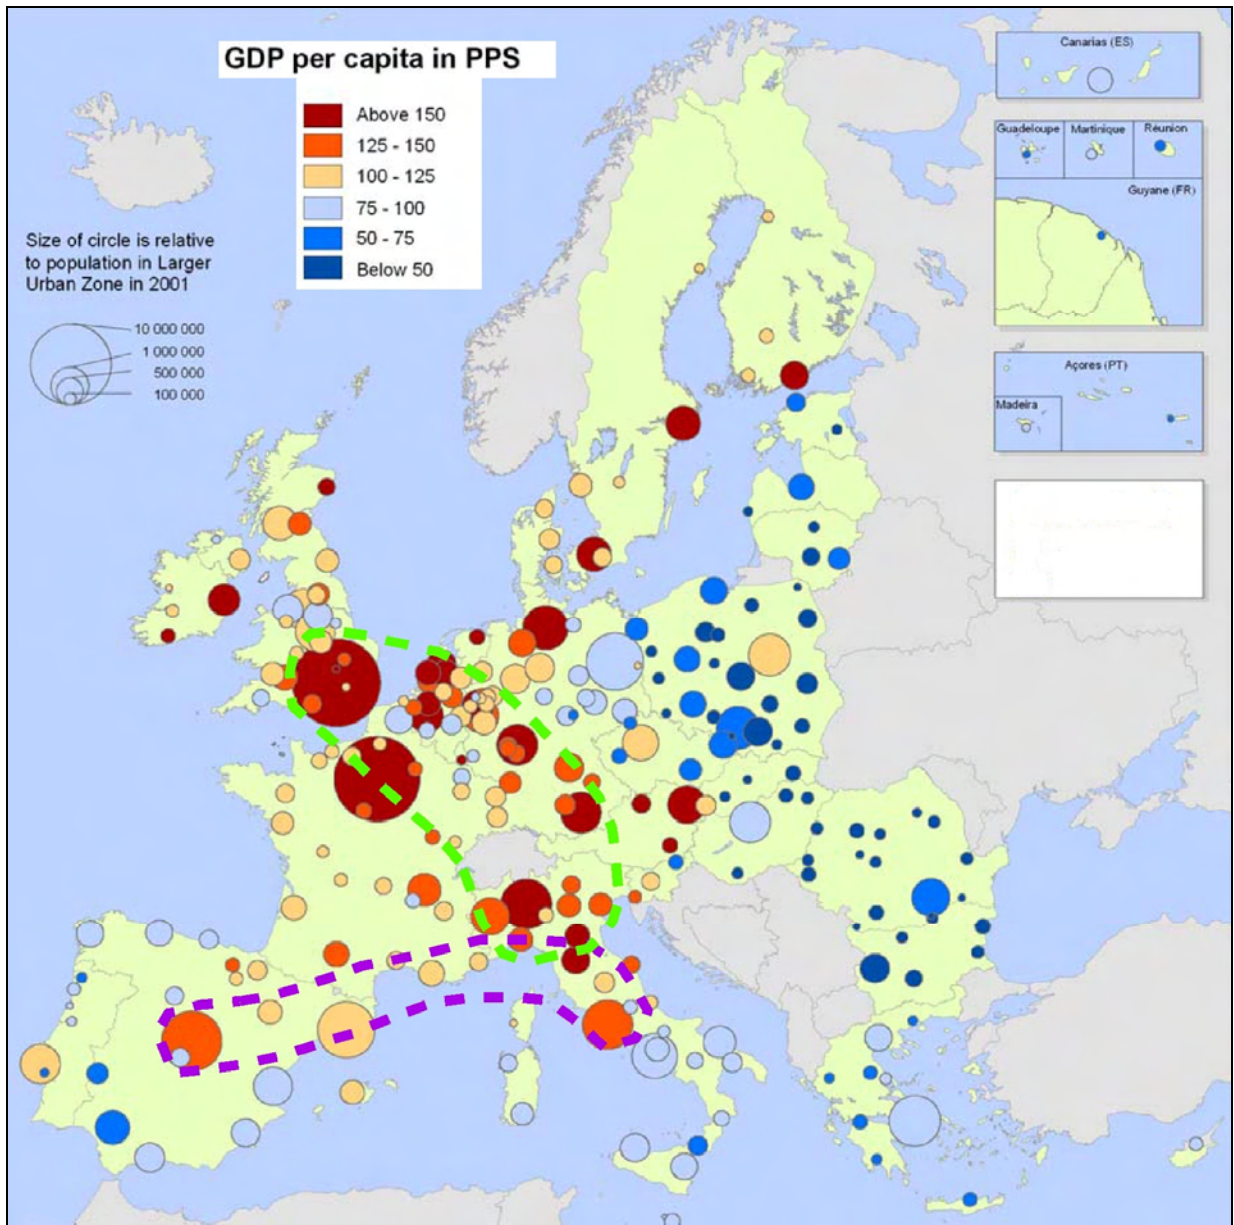 GDP per capita in PPS
Above 150
125 - 150
100 - 125
75 - 100
50 - 75
Below 50
Size of circle is relative
to population in Larger
Urban Zone in 2001
10 000 000
1 000 000
500 000
100 000
Canarias (ES)
Guadeloupe
Martinique
Réunion
Guyane (FR)
Açores (PT)
Madeira